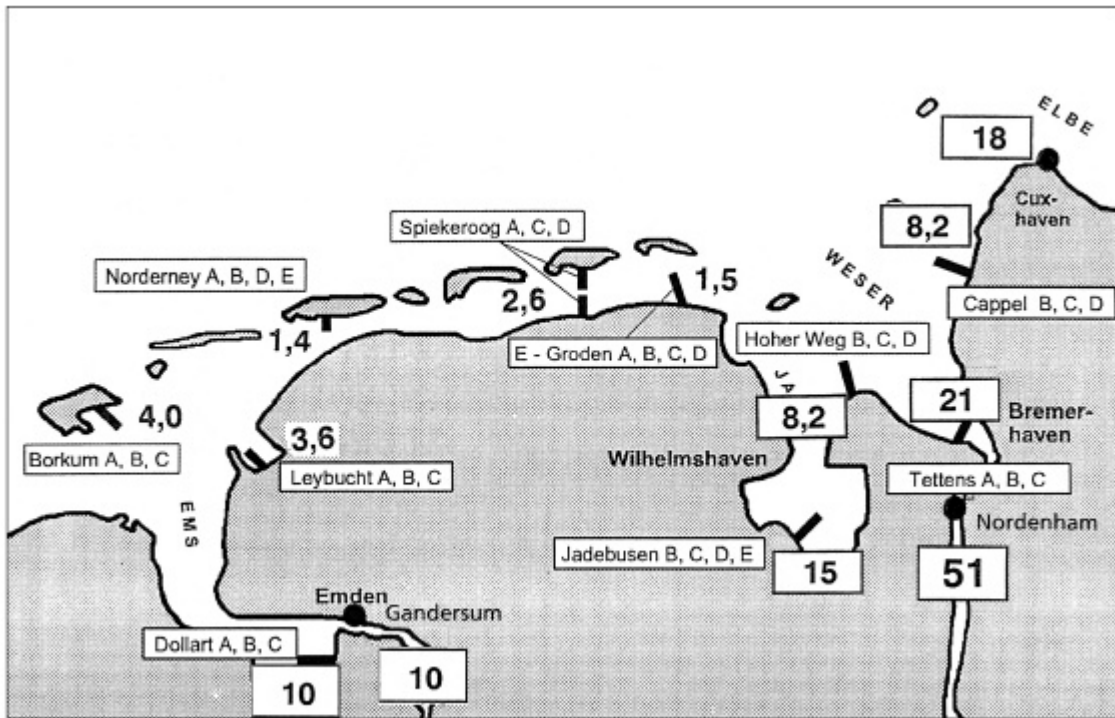 ELBE
18
Cux-
haven
8,2
Spiekeroog A, C, D
WESER
Norderney A, B, D, E
1,5
2,6
Cappel B, C, D
1,4
E - Groden A, B, C, D
Hoher Weg B, C, D
JA
4,0
8,2
21
Bremer-
haven
3,6
Borkum A, B, C
Wilhelmshaven
Leybucht A, B, C
Tettens A, B, C
EMS
Nordenham
Jadebusen B, C, D, E
15
51
Emden
Gandersum
Dollart A, B, C
10
10